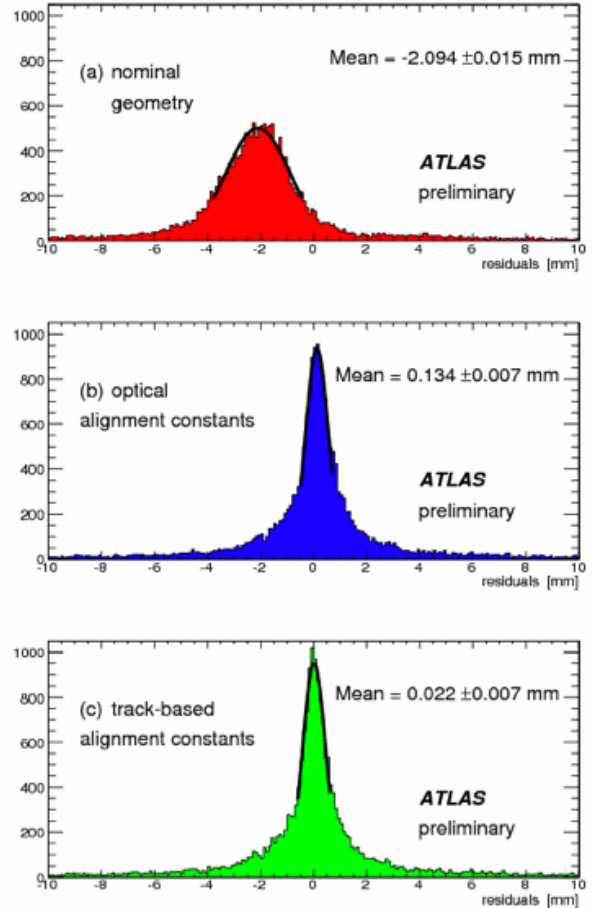 1000
800
600
400
200
0
(a) nominal
geometry
Mean = -2.094 ±0.015 mm
ATLAS
preliminary
-10 -8 -6 -4 -2 0 2 4 6 8 10
residuals [mm]
1000
800
600
400
200
0
(b) optical
alignment constants
Mean = 0.134 ±0.007 mm
ATLAS
preliminary
-10 -8 -6 -4 -2 0 2 4 6 8 10
residuals [mm]
1000
800
600
400
200
0
(c) track-based
alignment constants
Mean = 0.022 ±0.007 mm
ATLAS
preliminary
-10 -8 -6 -4 -2 0 2 4 6 8 10
residuals [mm]